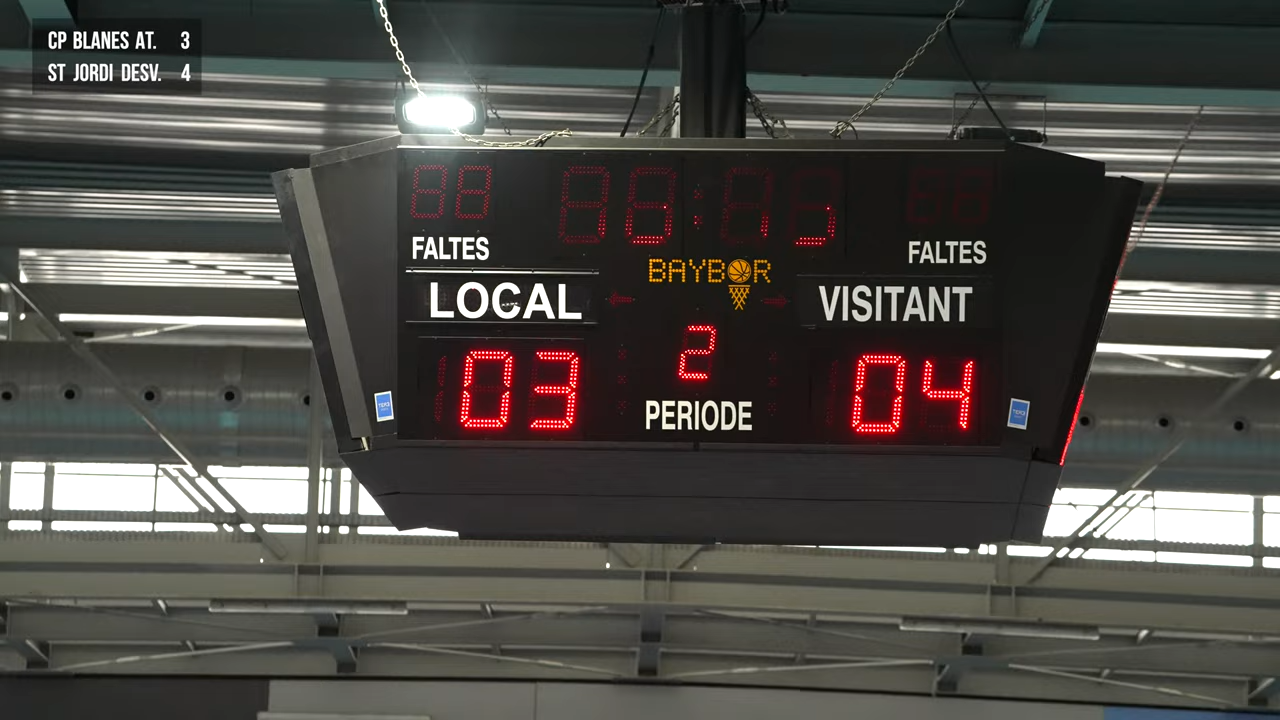 CP BLANES AT. 3
ST JORDI DESV. 4
FALTES
FALTES
BAYBOR
LOCAL
VISITANT
03
2
04
PERIODE